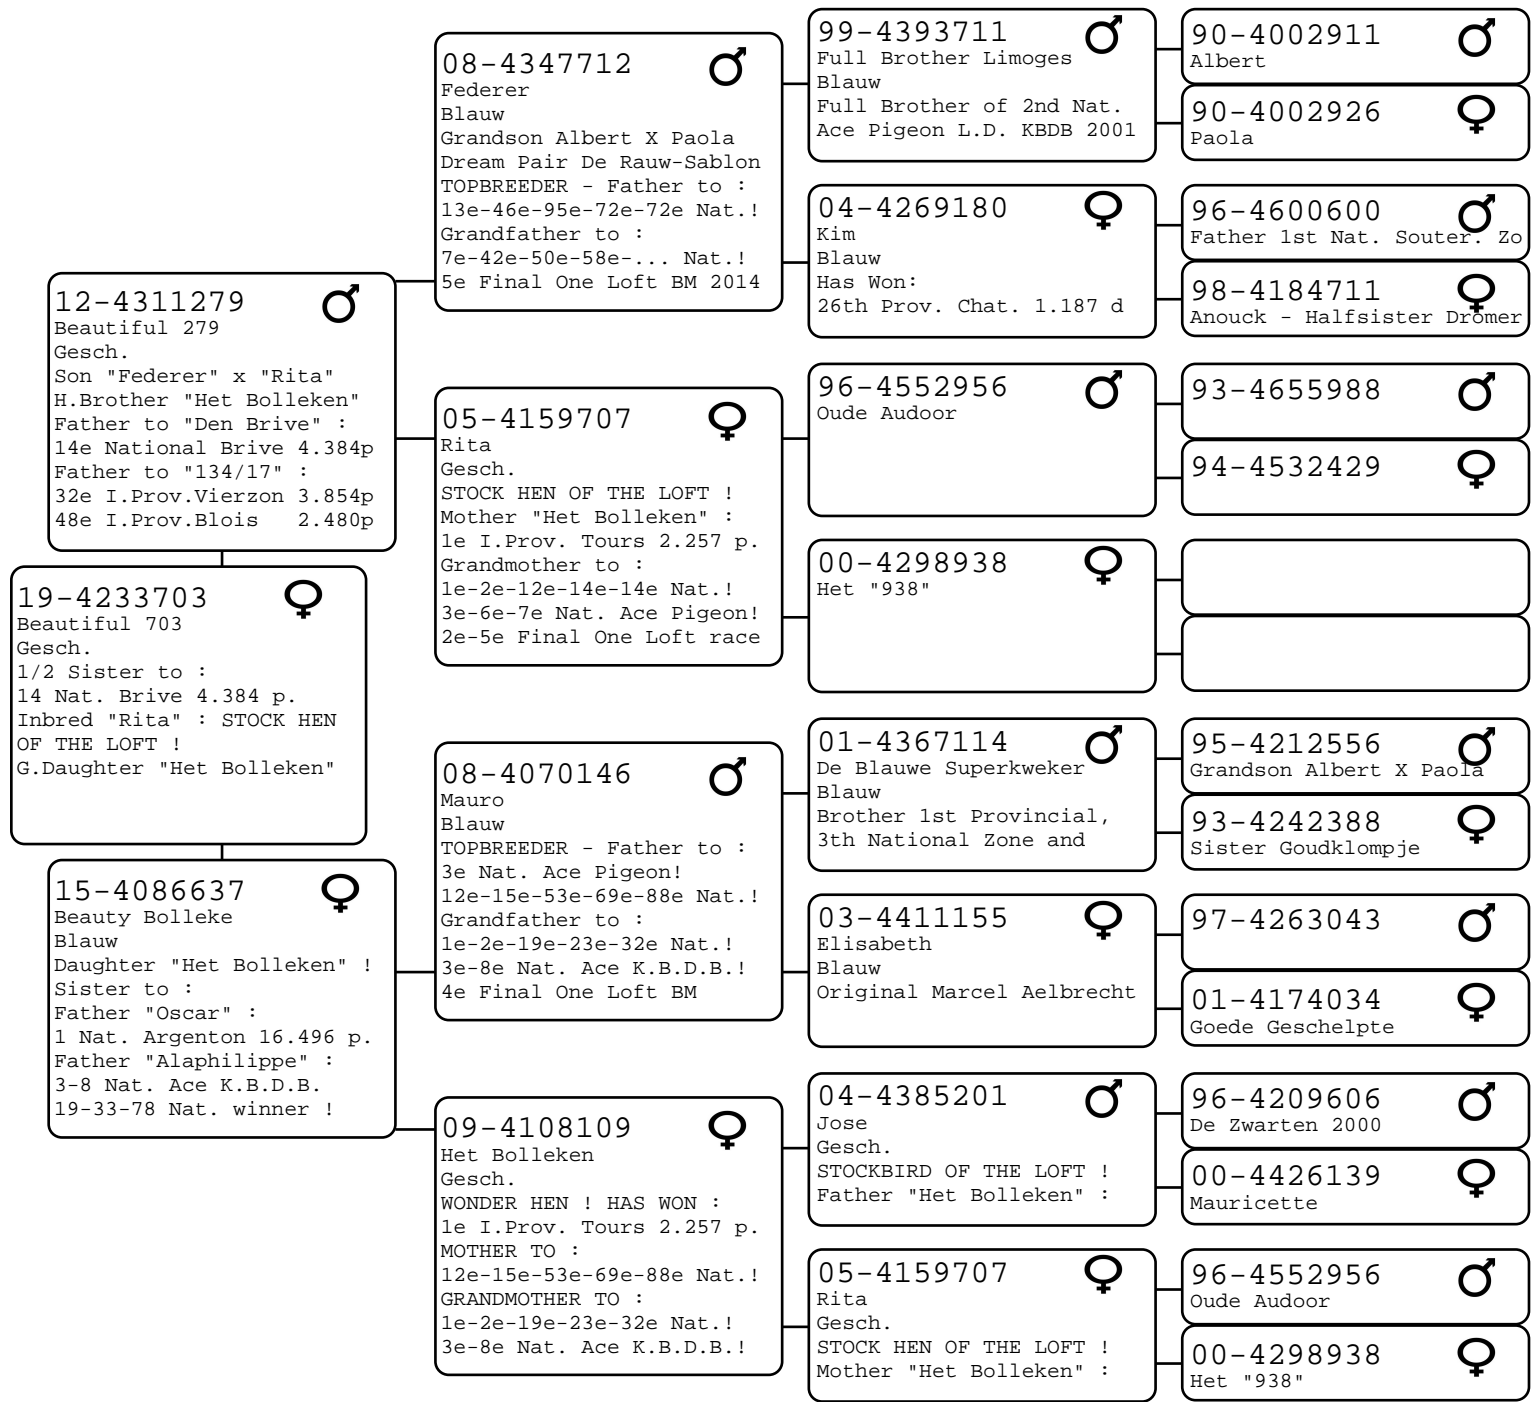 19-4233703
Beautiful 703
Gesch.
1/2 Sister to :
14 Nat. Brive 4.384 p.
Inbred "Rita" : STOCK HEN
OF THE LOFT !
G.Daughter "Het Bolleken"
12-4311279
Beautiful 279
Gesch.
Son "Federer" x "Rita"
H.Brother "Het Bolleken"
Father to "Den Brive" :
14e National Brive 4.384p
Father to "134/17" :
32e I.Prov.Vierzon 3.854p
48e I.Prov.Blois   2.480p
15-4086637
Beauty Bolleke
Blauw
Daughter "Het Bolleken" !
Sister to :
Father "Oscar" :
1 Nat. Argenton 16.496 p.
Father "Alaphilippe" :
3-8 Nat. Ace K.B.D.B.
19-33-78 Nat. winner !
08-4347712
Federer
Blauw
Grandson Albert X Paola
Dream Pair De Rauw-Sablon
TOPBREEDER - Father to :
13e-46e-95e-72e-72e Nat.!
Grandfather to :
7e-42e-50e-58e-... Nat.!
5e Final One Loft BM 2014
05-4159707
Rita
Gesch.
STOCK HEN OF THE LOFT !
Mother "Het Bolleken" :
1e I.Prov. Tours 2.257 p.
Grandmother to :
1e-2e-12e-14e-14e Nat.!
3e-6e-7e Nat. Ace Pigeon!
2e-5e Final One Loft race
08-4070146
Mauro
Blauw
TOPBREEDER - Father to :
3e Nat. Ace Pigeon!
12e-15e-53e-69e-88e Nat.!
Grandfather to :
1e-2e-19e-23e-32e Nat.!
3e-8e Nat. Ace K.B.D.B.!
4e Final One Loft BM
09-4108109
Het Bolleken
Gesch.
WONDER HEN ! HAS WON :
1e I.Prov. Tours 2.257 p.
MOTHER TO :
12e-15e-53e-69e-88e Nat.!
GRANDMOTHER TO :
1e-2e-19e-23e-32e Nat.!
3e-8e Nat. Ace K.B.D.B.!
99-4393711
Full Brother Limoges
Blauw
Full Brother of 2nd Nat.
Ace Pigeon L.D. KBDB 2001
04-4269180
Kim
Blauw
Has Won:
26th Prov. Chat. 1.187 d
96-4552956
Oude Audoor
00-4298938
Het "938"
01-4367114
De Blauwe Superkweker
Blauw
Brother 1st Provincial,
3th National Zone and
03-4411155
Elisabeth
Blauw
Original Marcel Aelbrecht
04-4385201
Jose
Gesch.
STOCKBIRD OF THE LOFT !
Father "Het Bolleken" :
05-4159707
Rita
Gesch.
STOCK HEN OF THE LOFT !
Mother "Het Bolleken" :
90-4002911
Albert
90-4002926
Paola
96-4600600
Father 1st Nat. Souter. Zo
98-4184711
Anouck - Halfsister Dromer
93-4655988
94-4532429
95-4212556
Grandson Albert X Paola
93-4242388
Sister Goudklompje
97-4263043
01-4174034
Goede Geschelpte
96-4209606
De Zwarten 2000
00-4426139
Mauricette
96-4552956
Oude Audoor
00-4298938
Het "938"